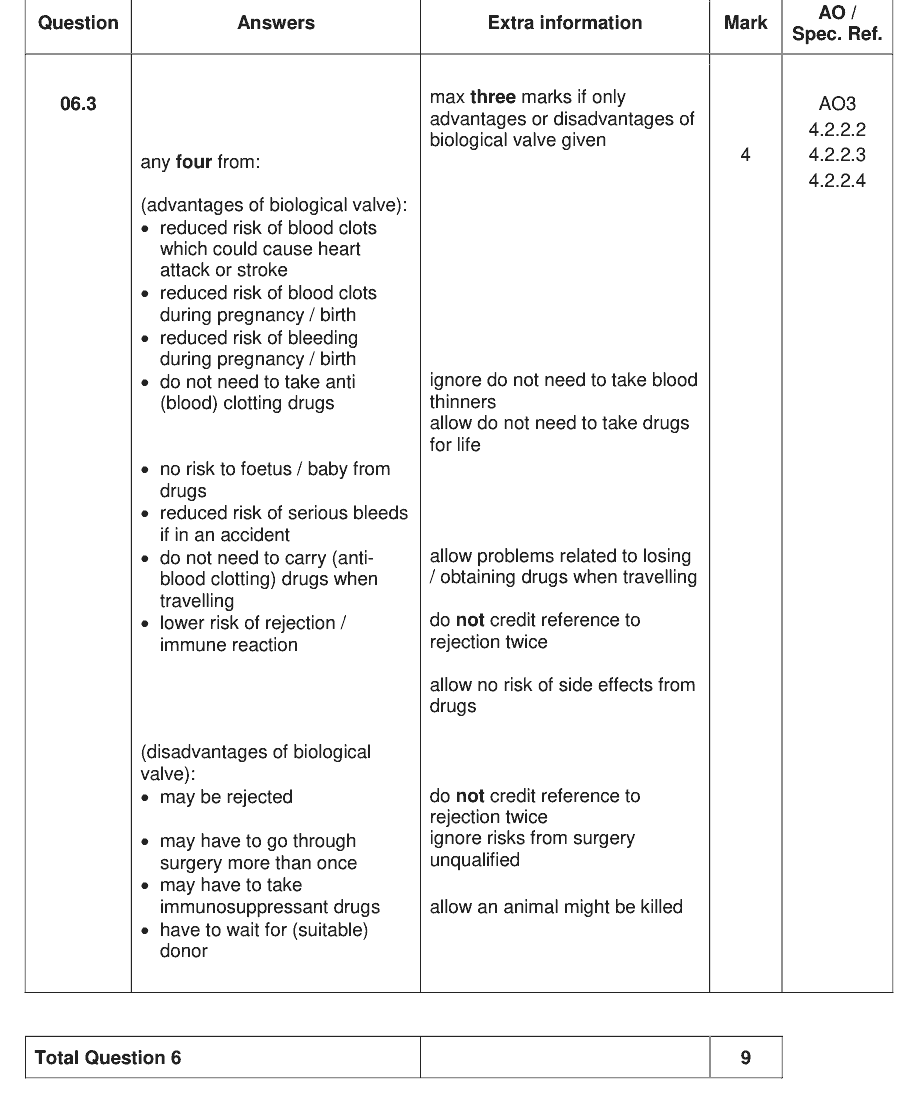 Question Answers Extra information Mark AO /
Spec. Ref.
06.3
any four from:
(advantages of biological valve):
• reduced risk of blood clots
which could cause heart
attack or stroke
• reduced risk of blood clots
during pregnancy / birth
• reduced risk of bleeding
during pregnancy / birth
• do not need to take anti
(blood) clotting drugs
• no risk to foetus / baby from
drugs
• reduced risk of serious bleeds
if in an accident
• do not need to carry (anti-
blood clotting) drugs when
travelling
• lower risk of rejection /
immune reaction
(disadvantages of biological
valve):
• may be rejected
• may have to go through
surgery more than once
• may have to take
immunosuppressant drugs
• have to wait for (suitable)
donor
max three marks if only
advantages or disadvantages of
biological valve given
ignore do not need to take blood
thinners
allow do not need to take drugs
for life
allow problems related to losing
/ obtaining drugs when travelling
do not credit reference to
rejection twice
allow no risk of side effects from
drugs
do not credit reference to
rejection twice
ignore risks from surgery
unqualified
allow an animal might be killed
4
AO3
4.2.2.2
4.2.2.3
4.2.2.4
Total Question 6 9